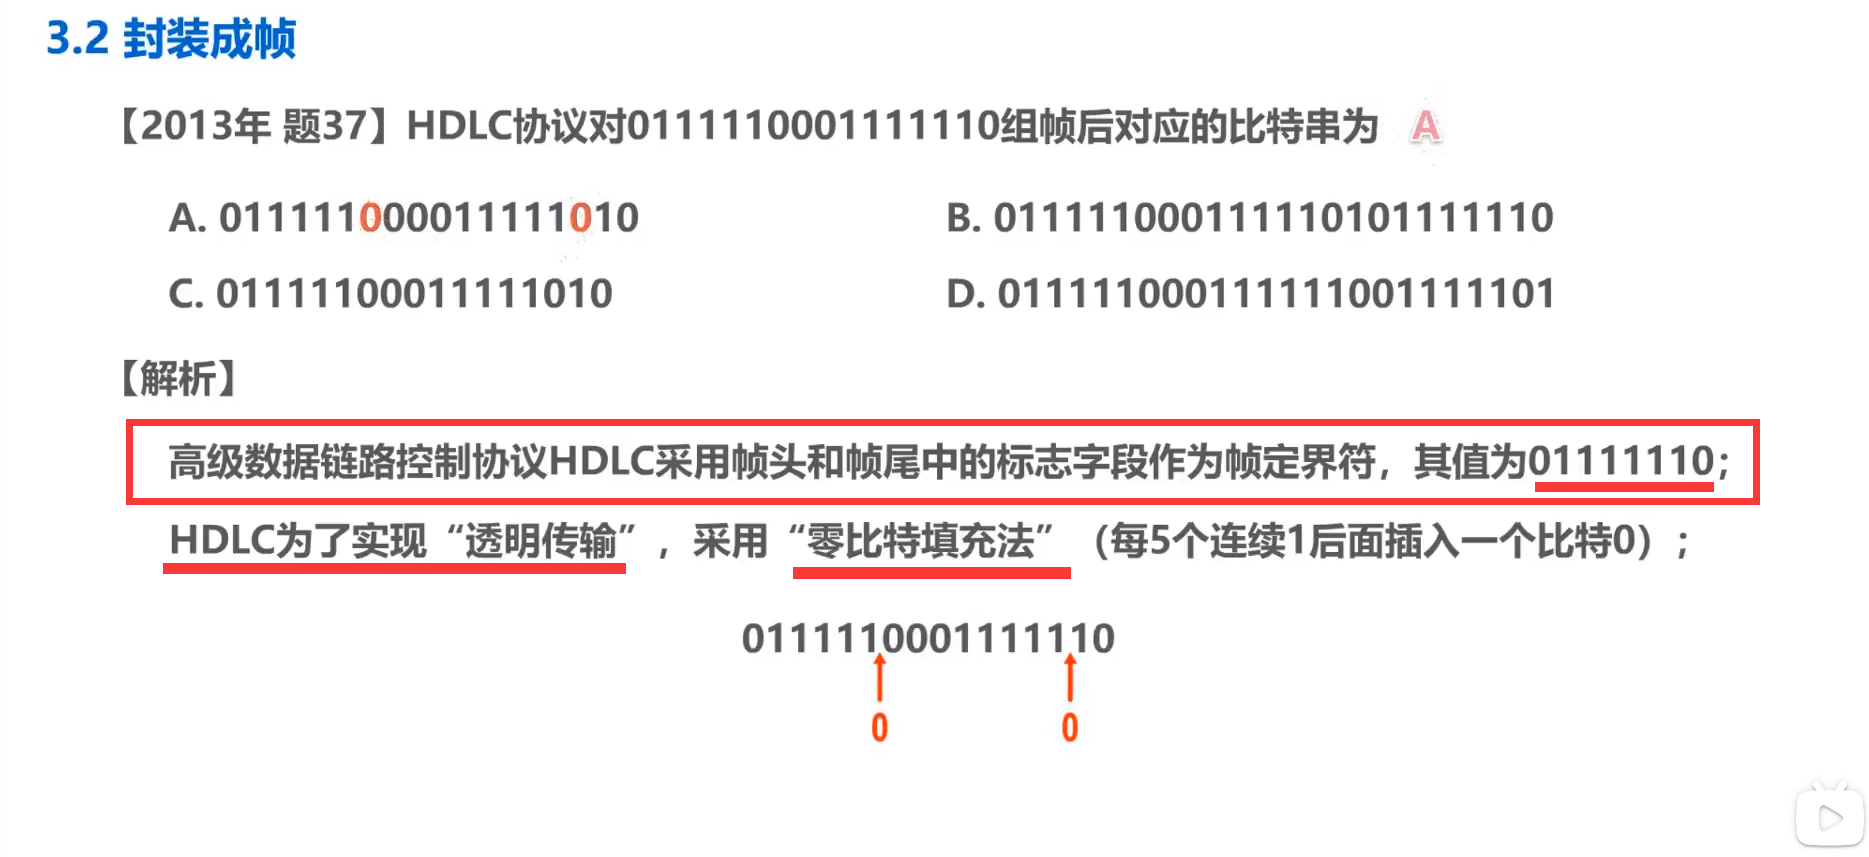 3.2 封装成帧
【2013年 题37】HDLC协议对0111110001111110组帧后对应的比特串为 A
A. 011111000011111010 B. 011111000111110101111110
C. 01111100011111010 D. 011111000111111001111101
【解析】
高级数据链路控制协议HDLC采用帧头和帧尾中的标志字段作为帧定界符，其值为01111110；
HDLC为了实现“透明传输”，采用“零比特填充法”（每5个连续1后面插入一个比特0）；
0111110001111110
0 0